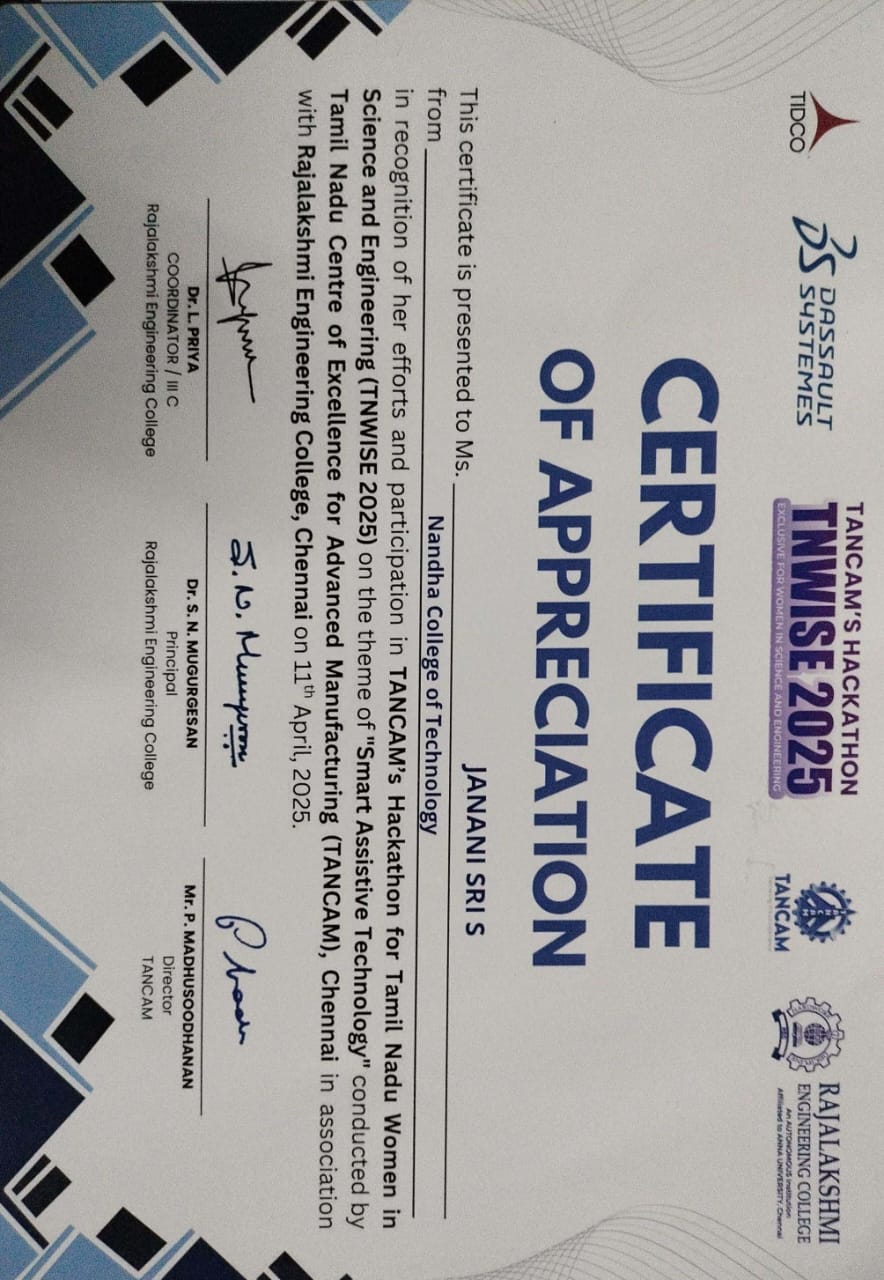 TIDCO
DASSAULT
SYSTEMES
TANCAM'S HACKATHON
TNWISE 2025
EXCLUSIVE FOR WOMEN IN SCIENCE AND ENGINEERING
TANCAM
RAJALAKSHMI
ENGINEERING COLLEGE
An AUTONOMOUS Institution
Affiliated to ANNA UNIVERSITY, Chennai
CERTIFICATE
OF APPRECIATION
This certificate is presented to Ms. JANANI SRI S
from Nandha College of Technology
in recognition of her efforts and participation in TANCAM's Hackathon for Tamil Nadu Women in
Science and Engineering (TNWISE 2025) on the theme of "Smart Assistive Technology" conducted by
Tamil Nadu Centre of Excellence for Advanced Manufacturing (TANCAM), Chennai in association
with Rajalakshmi Engineering College, Chennai on 11th April, 2025.
Dr. L. PRIYA
COORDINATOR / III C
Rajalakshmi Engineering College
S. N.
Dr. S. N. MUGURGESAN
Principal
Rajalakshmi Engineering College
Mr. P. MADHUSOODHANAN
Director
TANCAM